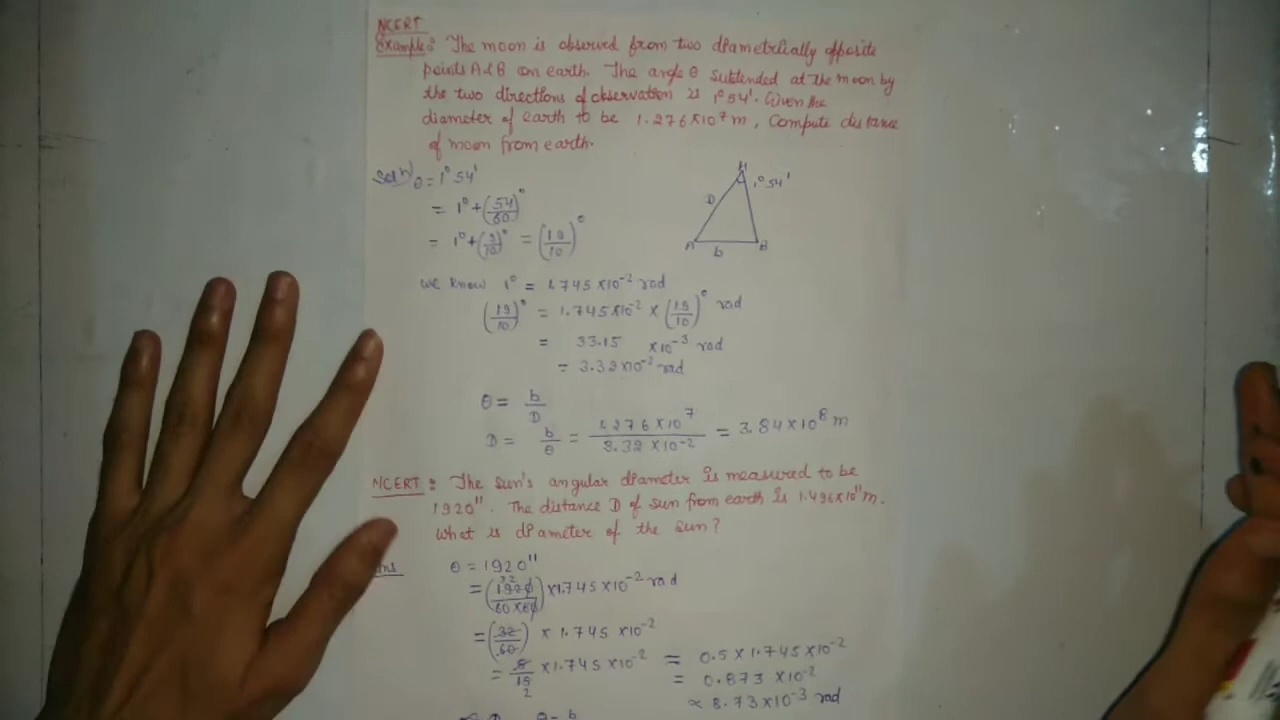 NCERT
Example: The moon is observed from two diametrically opposite
points A & B on earth. The angle θ subtended at the moon by
the two directions of observation is 1°54'. Given the
diameter of earth to be 1.276×10⁷ m, Compute distance
of moon from earth.
Solⁿ θ = 1°54'
= 1° + (54/60)°
= 1° + (9/10)° = (19/10)°
M
1°54'
D
A B
b
we know 1° = 1.745×10⁻² rad
(19/10)° = 1.745×10⁻² × (19/10)° rad
= 33.15 ×10⁻³ rad
= 3.32×10⁻² rad
θ = b/D
D = b/θ = 1.276×10⁷/3.32×10⁻² = 3.84×10⁸ m
NCERT: The Sun's angular diameter is measured to be
1920". The distance D of sun from earth is 1.496×10¹¹ m.
What is diameter of the sun?
θ = 1920"
= (1920/60×60) ×1.745×10⁻² rad
32
= (32/60) × 1.745×10⁻²
= 8/15 ×1.745×10⁻² = 0.5×1.745×10⁻²
2
= 0.873 ×10⁻²
≈ 8.73×10⁻³ rad